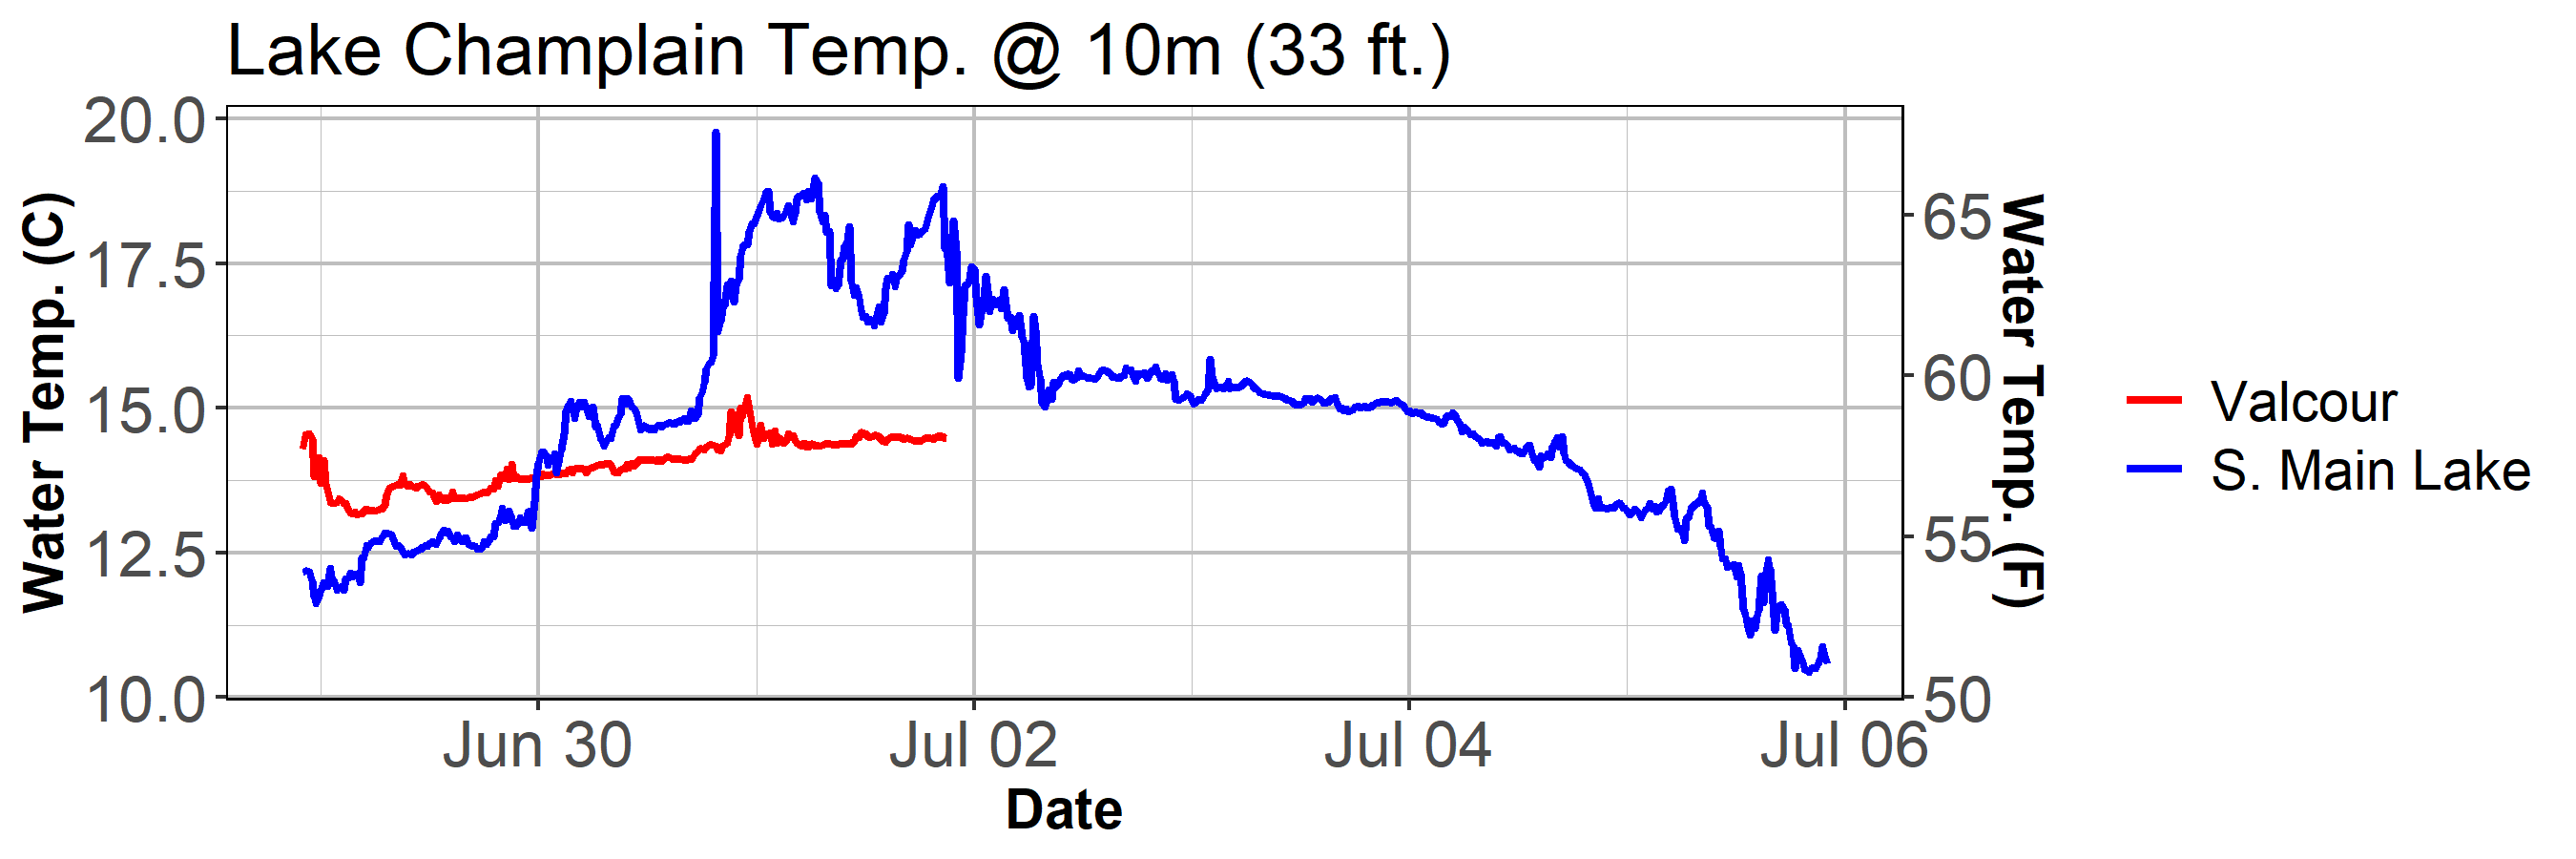 Lake Champlain Temp. @ 10m (33 ft.)
Water Temp. (C)
20.0
17.5
15.0
12.5
10.0
Water Temp. (F)
65
60
55
50
Jun 30
Jul 02
Jul 04
Jul 06
Date
Valcour
S. Main Lake